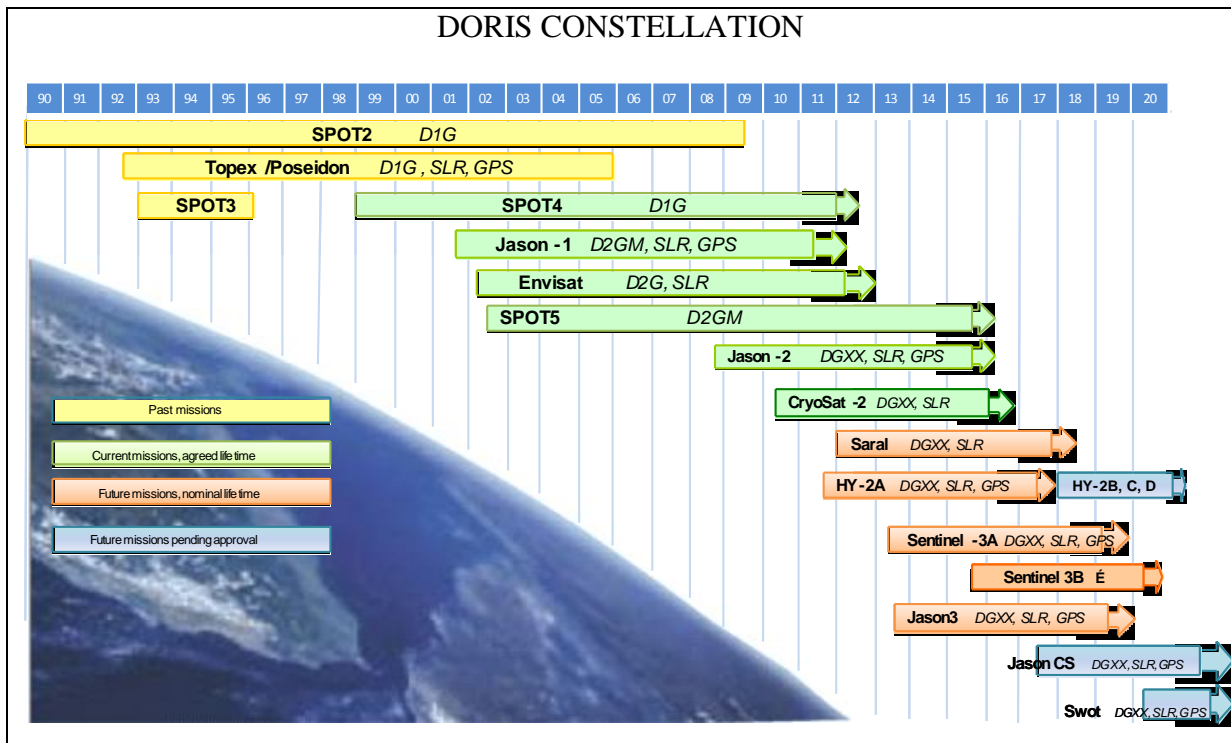 DORIS CONSTELLATION
90 91 92 93 94 95 96 97 98 99 00 01 02 03 04 05 06 07 08 09 10 11 12 13 14 15 16 17 18 19 20
SPOT2 D1G
Topex /Poseidon D1G , SLR, GPS
SPOT3
SPOT4 D1G
Jason -1 D2GM, SLR, GPS
Envisat D2G, SLR
SPOT5 D2GM
Jason -2 DGXX, SLR, GPS
CryoSat -2 DGXX, SLR
Past missions
Current missions, agreed life time
Future missions, nominal life time
Future missions pending approval
Saral DGXX, SLR
HY-2A DGXX, SLR, GPS
HY-2B, C, D
Sentinel -3A DGXX, SLR, GPS
Sentinel 3B É
Jason3 DGXX, SLR, GPS
Jason CS DGXX, SLR, GPS
Swot DGXX, SLR, GPS